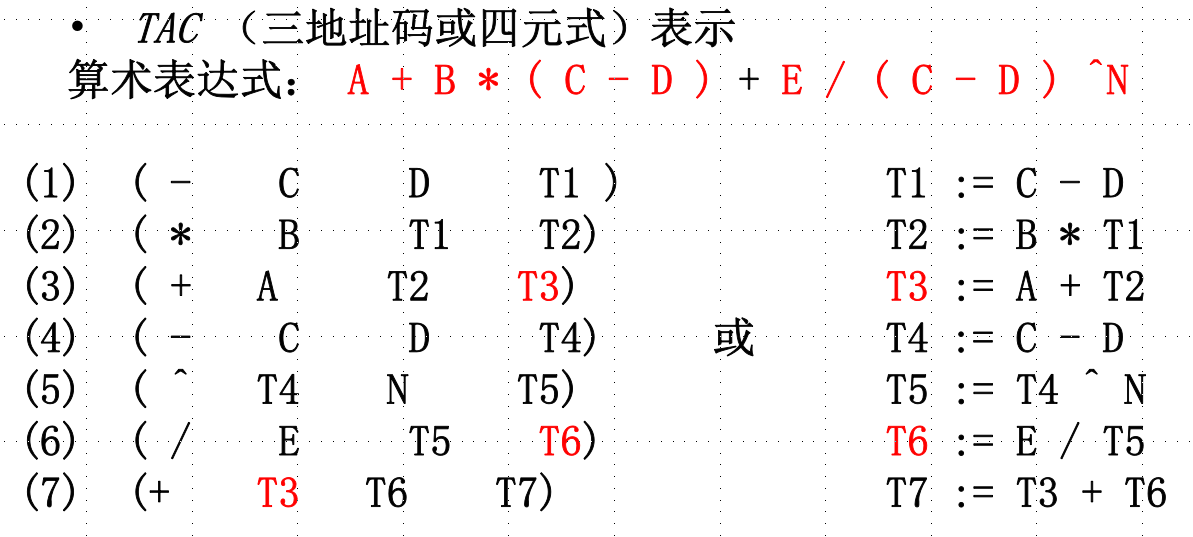 • TAC （三地址码或四元式）表示
算术表达式： A + B * ( C - D ) + E / ( C - D ) ^N
(1) ( - C D T1 ) T1 := C - D
(2) ( * B T1 T2) T2 := B * T1
(3) ( + A T2 T3) T3 := A + T2
(4) ( - C D T4) 或 T4 := C - D
(5) ( ^ T4 N T5) T5 := T4 ^ N
(6) ( / E T5 T6) T6 := E / T5
(7) (+ T3 T6 T7) T7 := T3 + T6